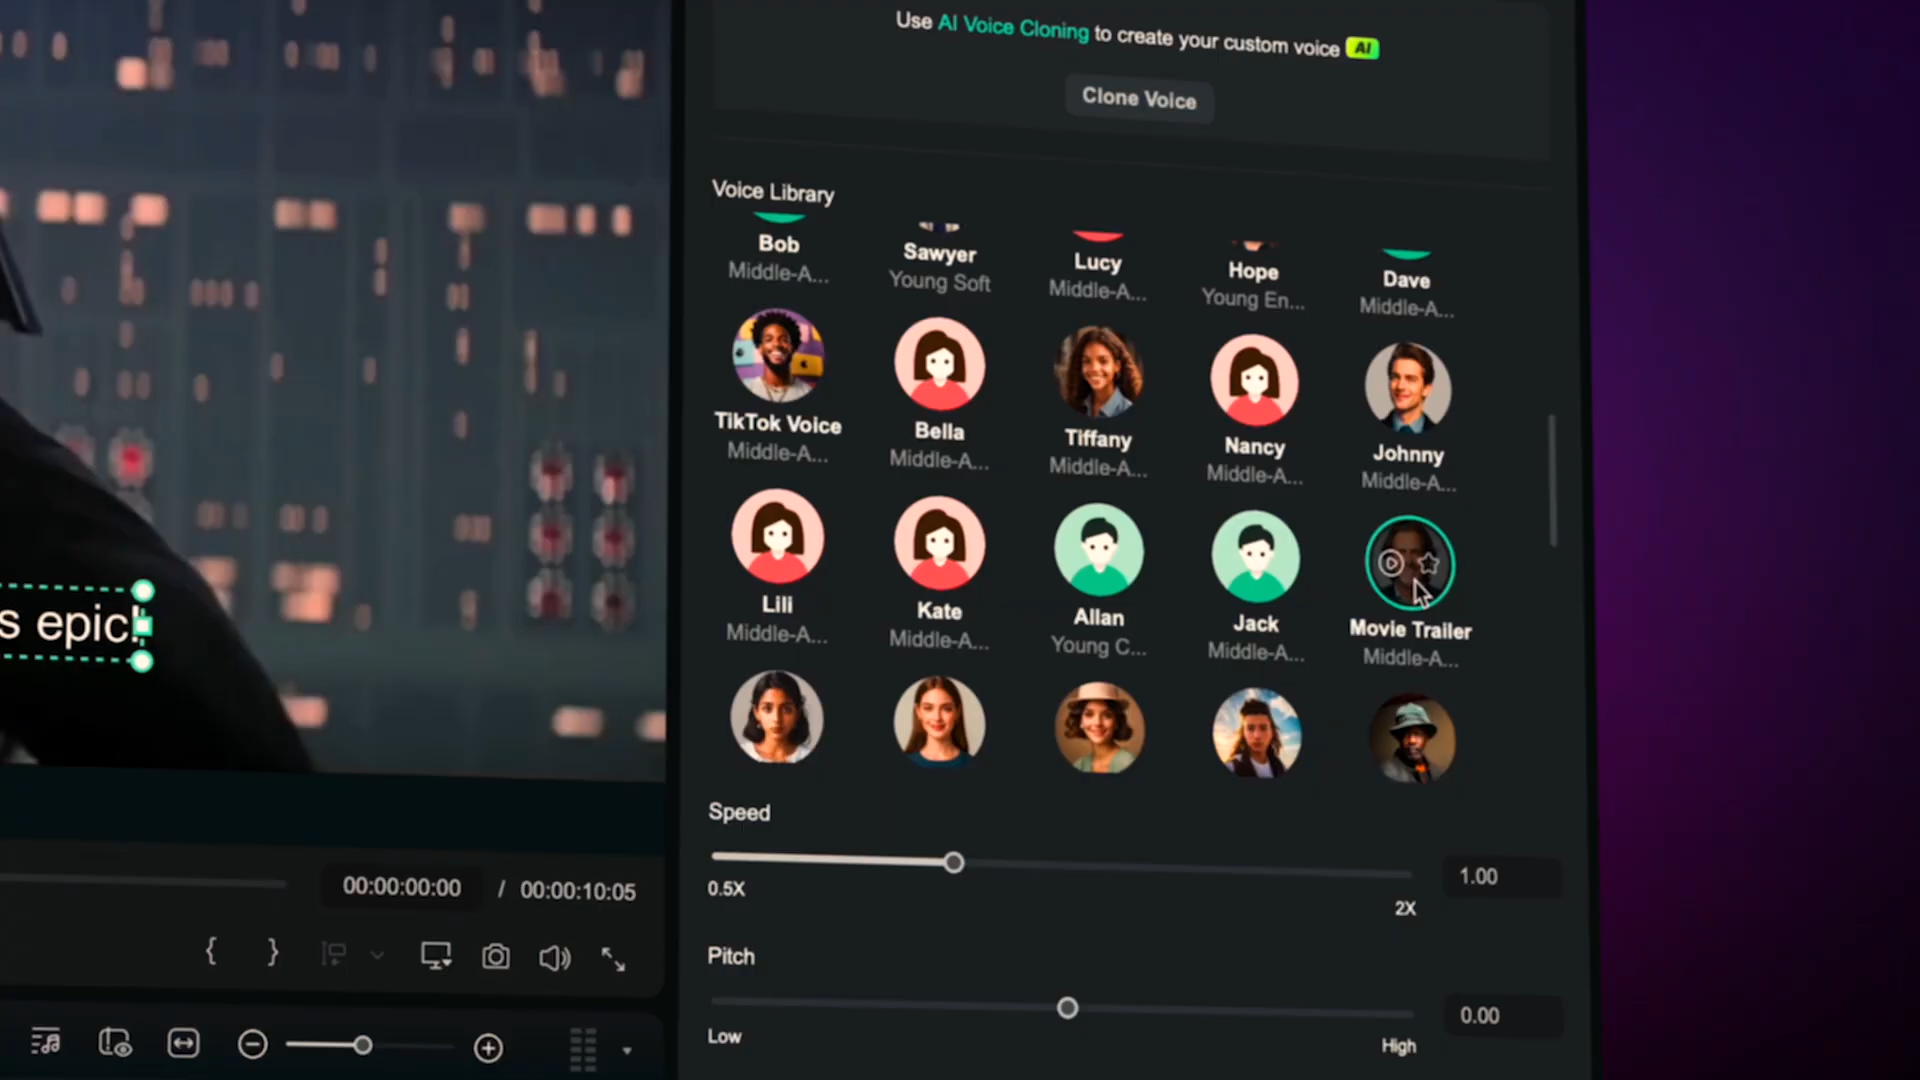 Use AI Voice Cloning to create your custom voice AI
Clone Voice
Voice Library
Bob
Sawyer
Lucy
Hope
Dave
Middle-A...
Young Soft
Middle-A...
Young En...
Middle-A...
TikTok Voice
Bella
Tiffany
Nancy
Johnny
Middle-A...
Middle-A...
Middle-A...
Middle-A...
Middle-A...
Lili
Kate
Allan
Jack
Movie Trailer
Middle-A...
Middle-A...
Young C...
Middle-A...
Middle-A...
s epic!
Speed
1.00
0.5X
2X
00:00:00:00 / 00:00:10:05
{ }
Pitch
0.00
Low
High